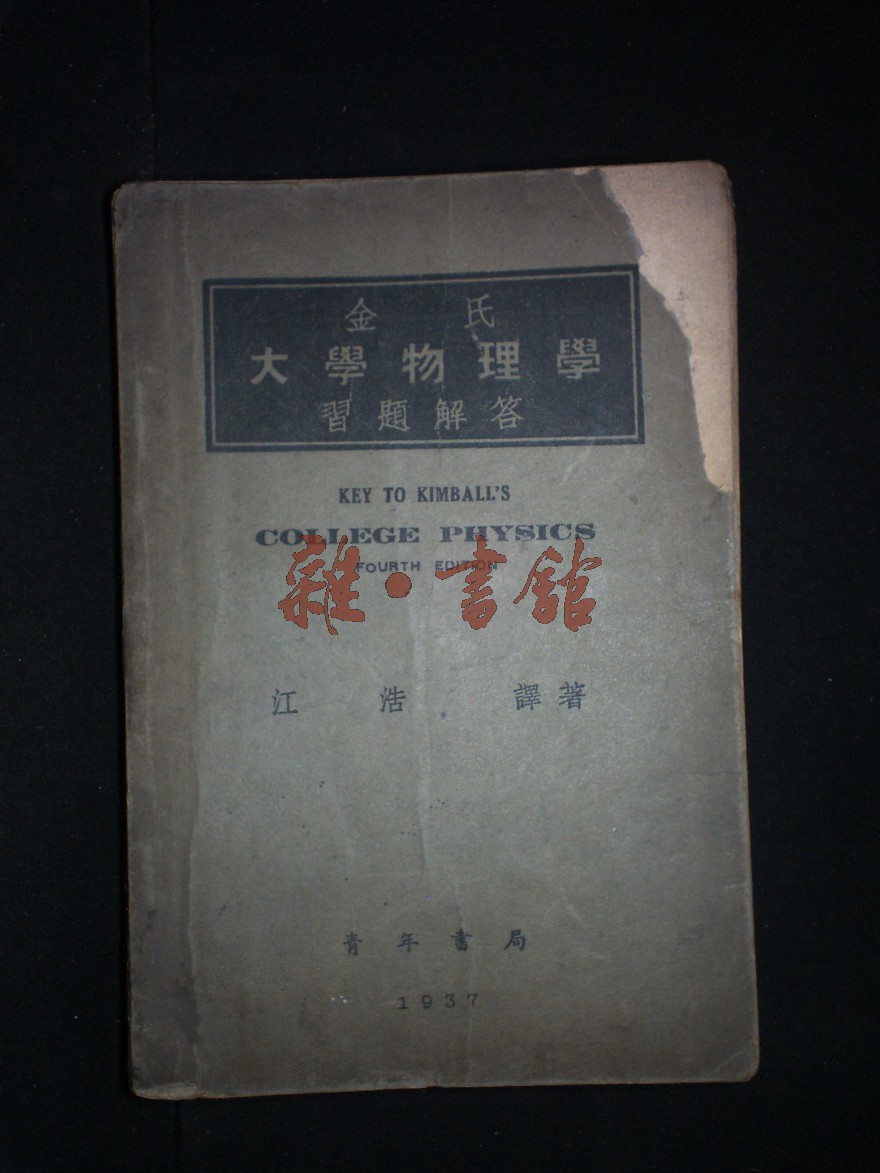 金氏
大學物理學
習題解答
KEY TO KIMBALL'S
COLLEGE PHYSICS
FOURTH EDITION
雜·書館
江浩 譯著
青年書局
1937